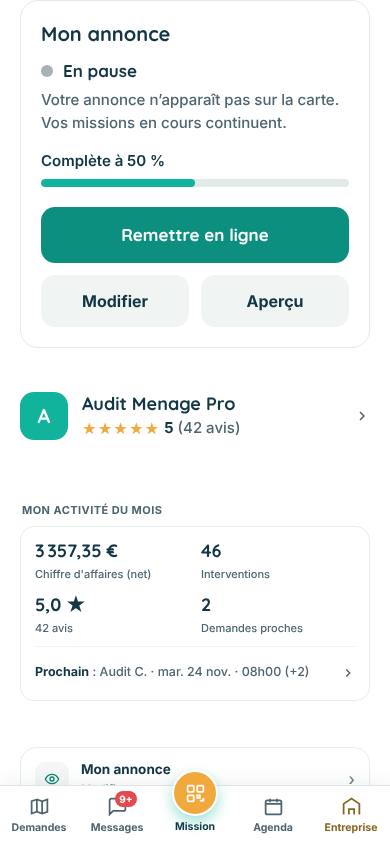 Mon annonce
En pause
Votre annonce n’apparaît pas sur la carte.
Vos missions en cours continuent.
Complète à 50 %
Remettre en ligne
Modifier
Aperçu
A
Audit Menage Pro
★★★★★ 5 (42 avis)
MON ACTIVITÉ DU MOIS
3 357,35 €
46
Chiffre d'affaires (net)
Interventions
5,0 ★
2
42 avis
Demandes proches
Prochain : Audit C. · mar. 24 nov. · 08h00 (+2)
Mon annonce
9+
Demandes
Messages
Mission
Agenda
Entreprise